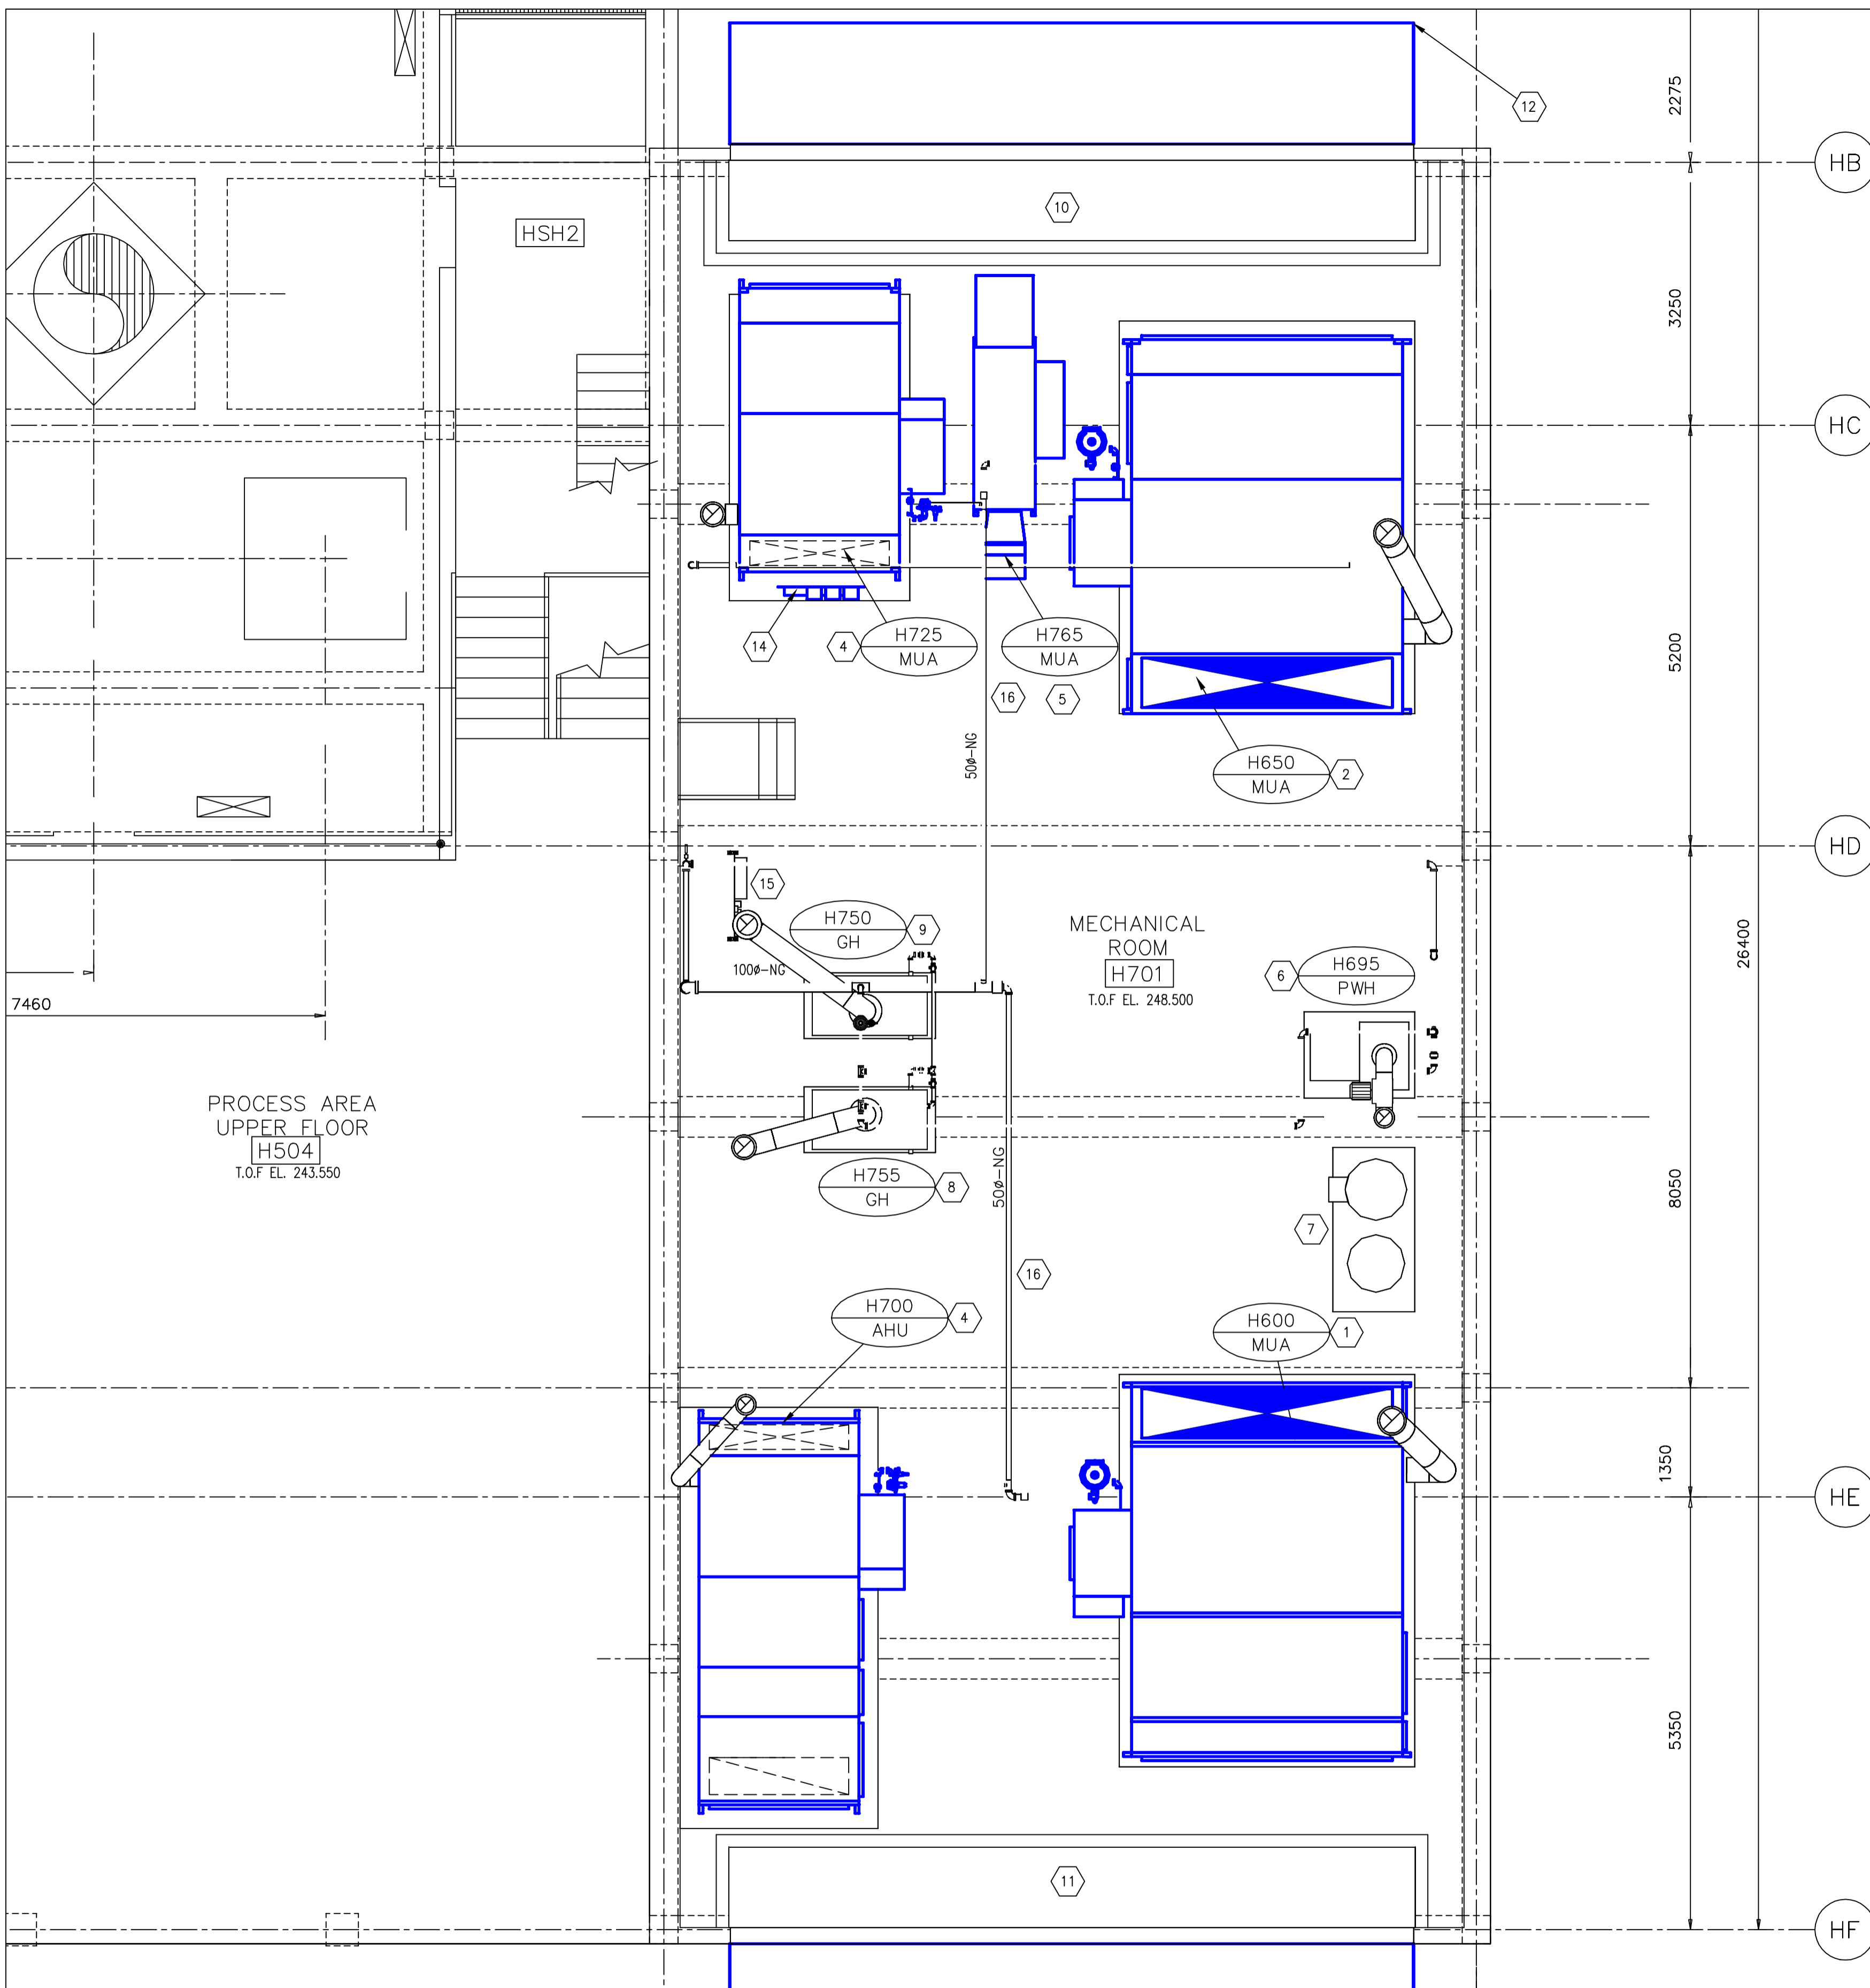 2275
12
HB
10
HSH2
3250
HC
5200
H725
MUA
4
14
H765
MUA
16
5
50ø-NG
H650
MUA
2
HD
15
H750
GH
9
100ø-NG
MECHANICAL
ROOM
H701
T.O.F EL. 248.500
6
H695
PWH
26400
7460
PROCESS AREA
UPPER FLOOR
H504
T.O.F EL. 243.550
H755
GH
8
50ø-NG
8050
7
16
H700
AHU
4
H600
MUA
1
1350
HE
5350
11
HF